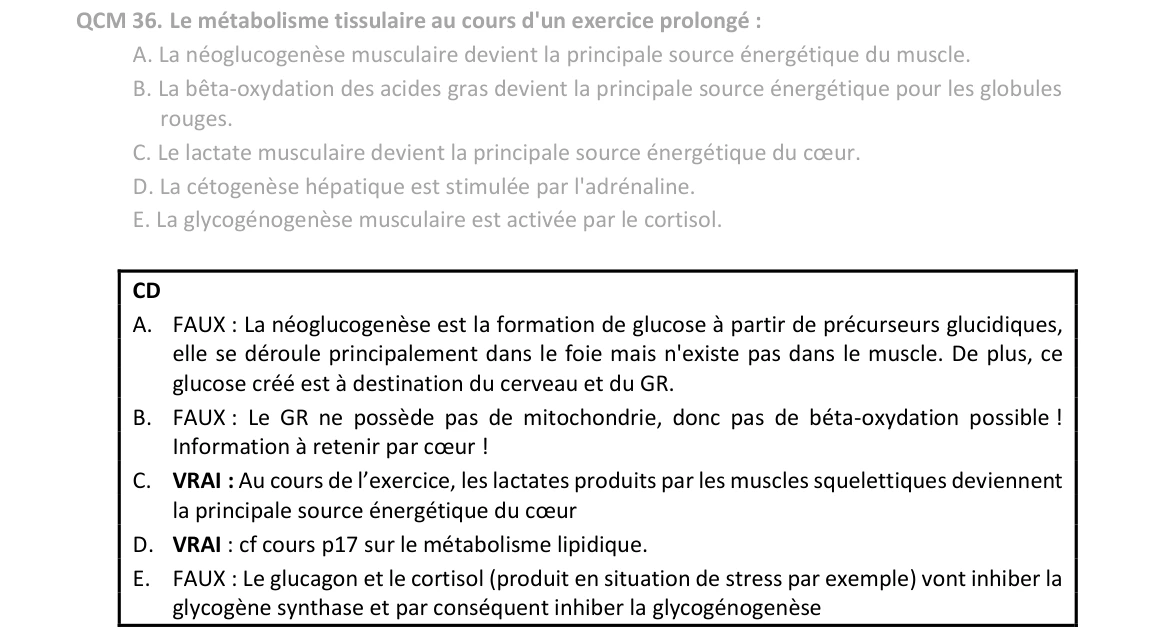 QCM 36. Le métabolisme tissulaire au cours d'un exercice prolongé :
A. La néoglucogenèse musculaire devient la principale source énergétique du muscle.
B. La bêta-oxydation des acides gras devient la principale source énergétique pour les globules
rouges.
C. Le lactate musculaire devient la principale source énergétique du cœur.
D. La cétogenèse hépatique est stimulée par l'adrénaline.
E. La glycogénogenèse musculaire est activée par le cortisol.
CD
A. FAUX : La néoglucogenèse est la formation de glucose à partir de précurseurs glucidiques,
elle se déroule principalement dans le foie mais n'existe pas dans le muscle. De plus, ce
glucose créé est à destination du cerveau et du GR.
B. FAUX : Le GR ne possède pas de mitochondrie, donc pas de béta-oxydation possible !
Information à retenir par cœur !
C. VRAI : Au cours de l’exercice, les lactates produits par les muscles squelettiques deviennent
la principale source énergétique du cœur
D. VRAI : cf cours p17 sur le métabolisme lipidique.
E. FAUX : Le glucagon et le cortisol (produit en situation de stress par exemple) vont inhiber la
glycogène synthase et par conséquent inhiber la glycogénogenèse